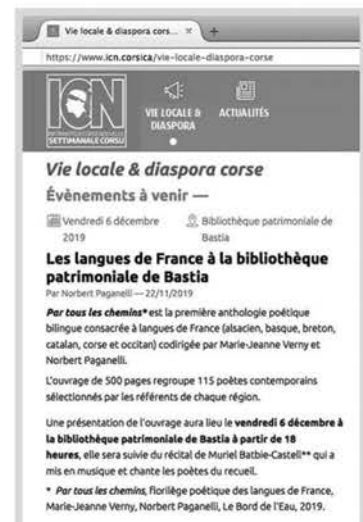 Vie locale & diaspora cors...
https://www.icn.corsica/vie-locale-diaspora-corse
ICN
SETTIMANALE CORSU
VIE LOCALE &
DIASPORA
ACTUALITÉS
Vie locale & diaspora corse
Évènements à venir —
Vendredi 6 décembre
2019
Bibliothèque patrimoniale de
Bastia
Les langues de France à la bibliothèque
patrimoniale de Bastia
Par Norbert Paganelli — 22/11/2019
Par tous les chemins* est la première anthologie poétique
bilingue consacrée à langues de France (alsacien, basque, breton,
catalan, corse et occitan) codirigée par Marie-Jeanne Verny et
Norbert Paganelli.
L'ouvrage de 500 pages regroupe 115 poètes contemporains
sélectionnés par les référents de chaque région.
Une présentation de l'ouvrage aura lieu le vendredi 6 décembre à
la bibliothèque patrimoniale de Bastia à partir de 18
heures, elle sera suivie du récital de Muriel Batbie-Castell** qui a
mis en musique et chante les poètes du recueil.
* Par tous les chemins, florilège poétique des langues de France,
Marie-Jeanne Verny, Norbert Paganelli, Le Bord de l'Eau, 2019.